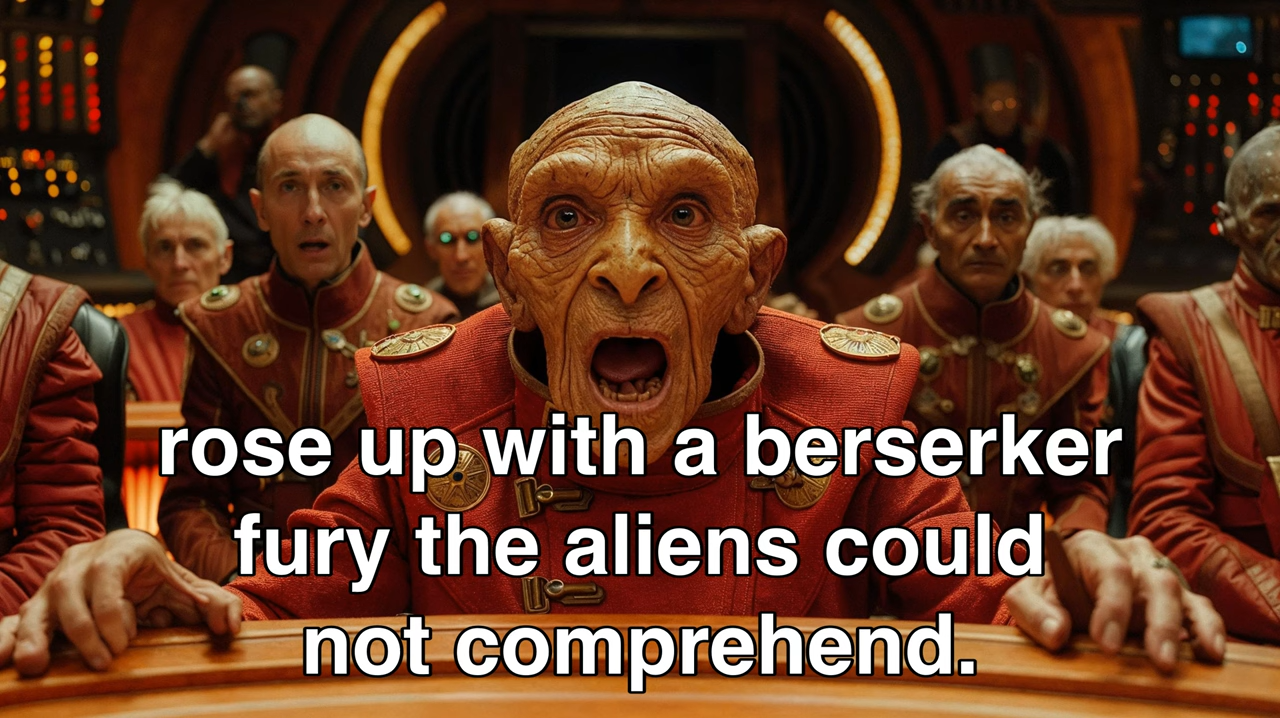 rose up with a berserker
fury the aliens could
not comprehend.